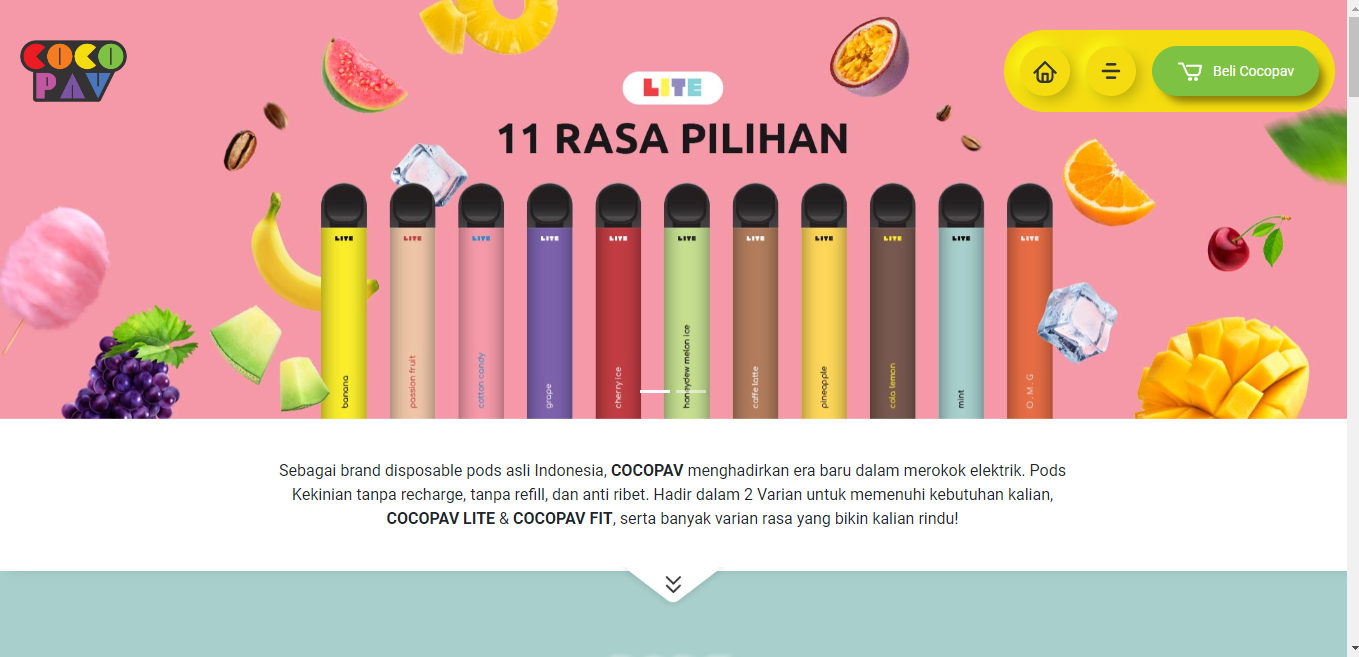 COCO
PAV
Beli Cocopav
LITE
11 RASA PILIHAN
LITE LITE LITE LITE LITE LITE LITE LITE LITE LITE LITE
banana
passion fruit
cotton candy
grape
cherry ice
honeydew melon ice
caffe latte
pineapple
cola lemon
mint
O.M.G
Sebagai brand disposable pods asli Indonesia, COCOPAV menghadirkan era baru dalam merokok elektrik. Pods
Kekinian tanpa recharge, tanpa refill, dan anti ribet. Hadir dalam 2 Varian untuk memenuhi kebutuhan kalian,
COCOPAV LITE & COCOPAV FIT, serta banyak varian rasa yang bikin kalian rindu!